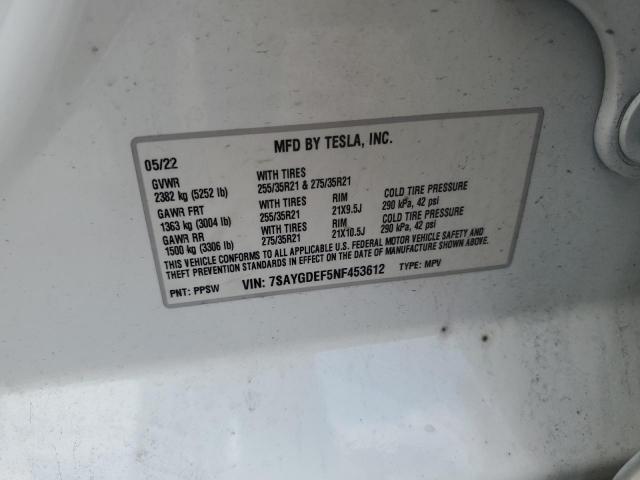 MFD BY TESLA, INC.
05/22
GVWR WITH TIRES
2382 kg (5252 lb) 255/35R21 & 275/35R21
GAWR FRT WITH TIRES RIM COLD TIRE PRESSURE
1363 kg (3004 lb) 255/35R21 21X9.5J 290 kPa, 42 psi
GAWR RR WITH TIRES RIM COLD TIRE PRESSURE
1500 kg (3306 lb) 275/35R21 21X10.5J 290 kPa, 42 psi
THIS VEHICLE CONFORMS TO ALL APPLICABLE U.S. FEDERAL MOTOR VEHICLE SAFETY AND
THEFT PREVENTION STANDARDS IN EFFECT ON THE DATE OF MANUFACTURE SHOWN ABOVE.
PNT: PPSW VIN: 7SAYGDEF5NF453612 TYPE: MPV